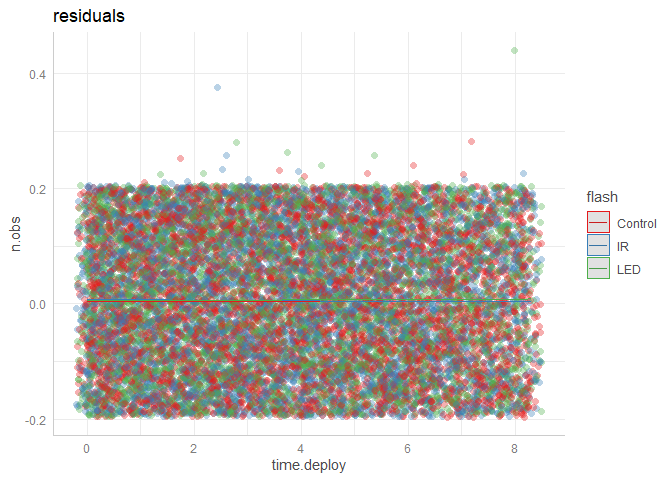 residuals
0.4
0.2
0.0
-0.2
n.obs
0
2
4
6
8
time.deploy
flash
Control
IR
LED